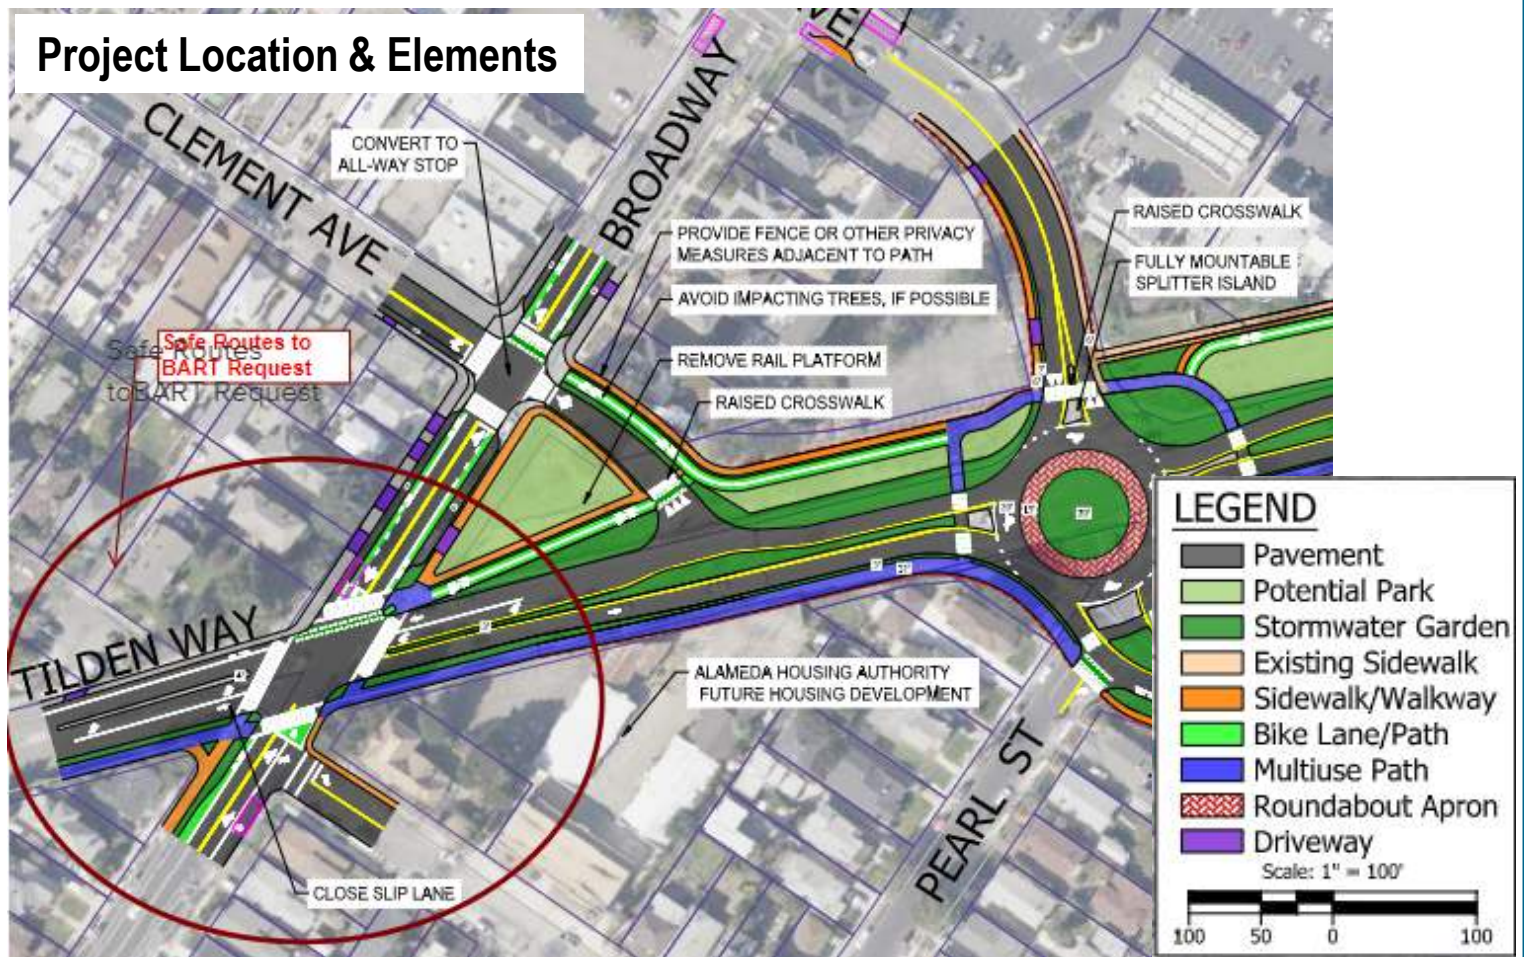 Project Location & Elements
CLEMENT AVE
BROADWAY
CONVERT TO
ALL-WAY STOP
PROVIDE FENCE OR OTHER PRIVACY
MEASURES ADJACENT TO PATH
AVOID IMPACTING TREES, IF POSSIBLE
REMOVE RAIL PLATFORM
RAISED CROSSWALK
RAISED CROSSWALK
FULLY MOUNTABLE
SPLITTER ISLAND
Safe Routes to
BART Request
Safe Routes
toBART Request
TILDEN WAY
ALAMEDA HOUSING AUTHORITY
FUTURE HOUSING DEVELOPMENT
PEARL ST
CLOSE SLIP LANE
LEGEND
Pavement
Potential Park
Stormwater Garden
Existing Sidewalk
Sidewalk/Walkway
Bike Lane/Path
Multiuse Path
Roundabout Apron
Driveway
Scale: 1" = 100'
100 50 0 100